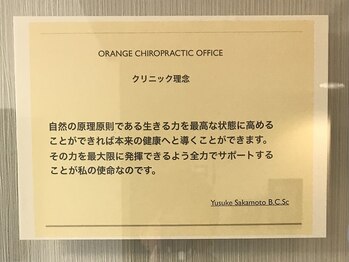 ORANGE CHIROPRACTIC OFFICE
クリニック理念
自然の原理原則である生きる力を最高な状態に高める
ことができれば本来の健康へと導くことができます。
その力を最大限に発揮できるよう全力でサポートする
ことが私の使命なのです。
Yusuke Sakamoto B.C.Sc